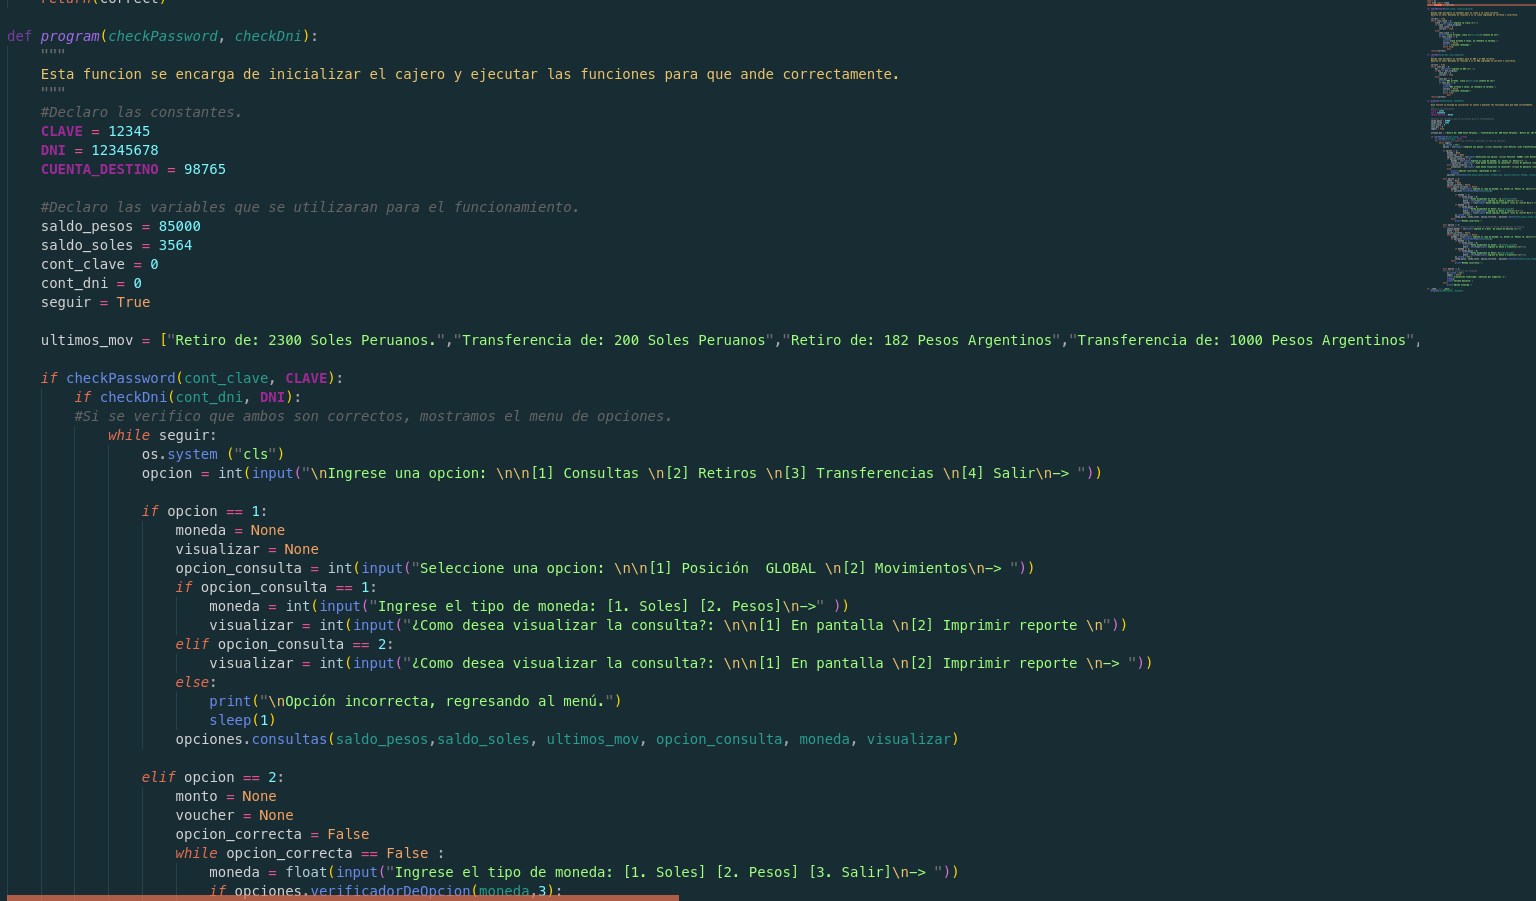 return(correct)
def program(checkPassword, checkDni):
"""
Esta funcion se encarga de inicializar el cajero y ejecutar las funciones para que ande correctamente.
"""
#Declaro las constantes.
CLAVE = 12345
DNI = 12345678
CUENTA_DESTINO = 98765
#Declaro las variables que se utilizaran para el funcionamiento.
saldo_pesos = 85000
saldo_soles = 3564
cont_clave = 0
cont_dni = 0
seguir = True
ultimos_mov = ["Retiro de: 2300 Soles Peruanos.","Transferencia de: 200 Soles Peruanos","Retiro de: 182 Pesos Argentinos","Transferencia de: 1000 Pesos Argentinos",
if checkPassword(cont_clave, CLAVE):
if checkDni(cont_dni, DNI):
#Si se verifico que ambos son correctos, mostramos el menu de opciones.
while seguir:
os.system ("cls")
opcion = int(input("\nIngrese una opcion: \n\n[1] Consultas \n[2] Retiros \n[3] Transferencias \n[4] Salir\n-> "))
if opcion == 1:
moneda = None
visualizar = None
opcion_consulta = int(input("Seleccione una opcion: \n\n[1] Posición  GLOBAL \n[2] Movimientos\n-> "))
if opcion_consulta == 1:
moneda = int(input("Ingrese el tipo de moneda: [1. Soles] [2. Pesos]\n->" ))
visualizar = int(input("¿Como desea visualizar la consulta?: \n\n[1] En pantalla \n[2] Imprimir reporte \n"))
elif opcion_consulta == 2:
visualizar = int(input("¿Como desea visualizar la consulta?: \n\n[1] En pantalla \n[2] Imprimir reporte \n-> "))
else:
print("\nOpción incorrecta, regresando al menú.")
sleep(1)
opciones.consultas(saldo_pesos,saldo_soles, ultimos_mov, opcion_consulta, moneda, visualizar)
elif opcion == 2:
monto = None
voucher = None
opcion_correcta = False
while opcion_correcta == False :
moneda = float(input("Ingrese el tipo de moneda: [1. Soles] [2. Pesos] [3. Salir]\n-> "))
if opciones.verificadorDeOpcion(moneda,3):